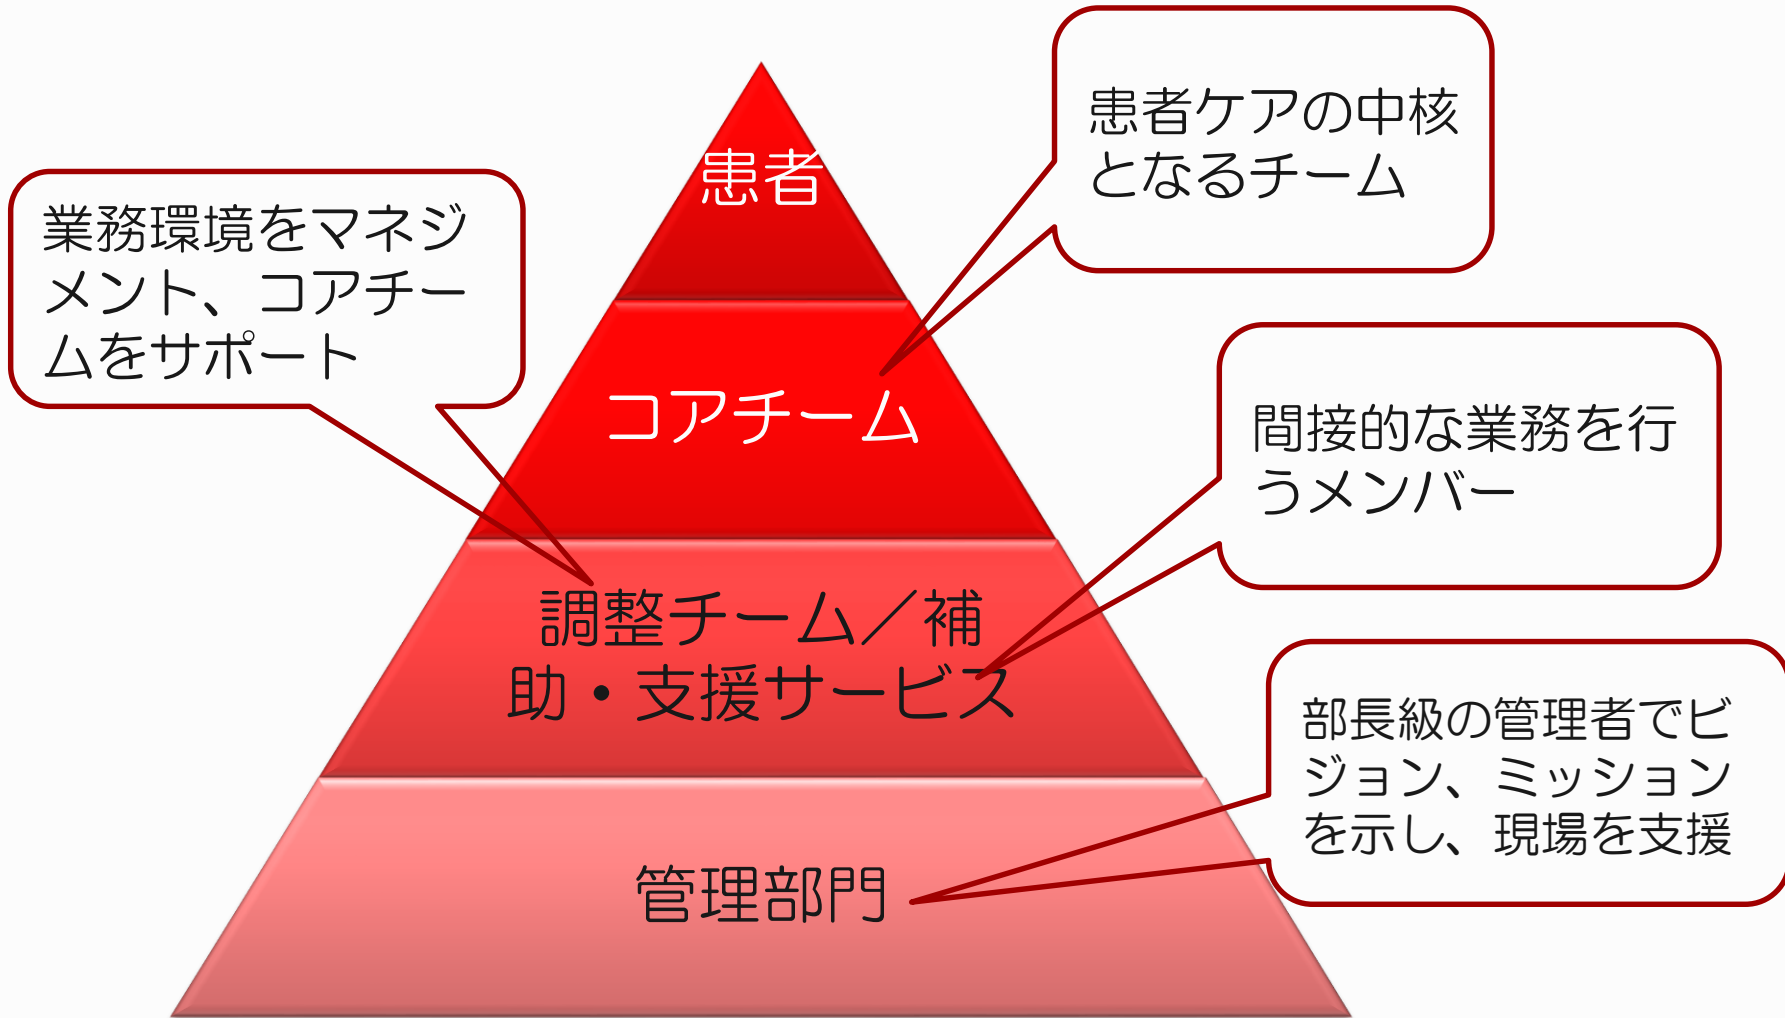 患者
コアチーム
調整チーム／補
助・支援サービス
管理部門
業務環境をマネジ
メント、コアチー
ムをサポート
患者ケアの中核
となるチーム
間接的な業務を行
うメンバー
部長級の管理者でビ
ジョン、ミッション
を示し、現場を支援